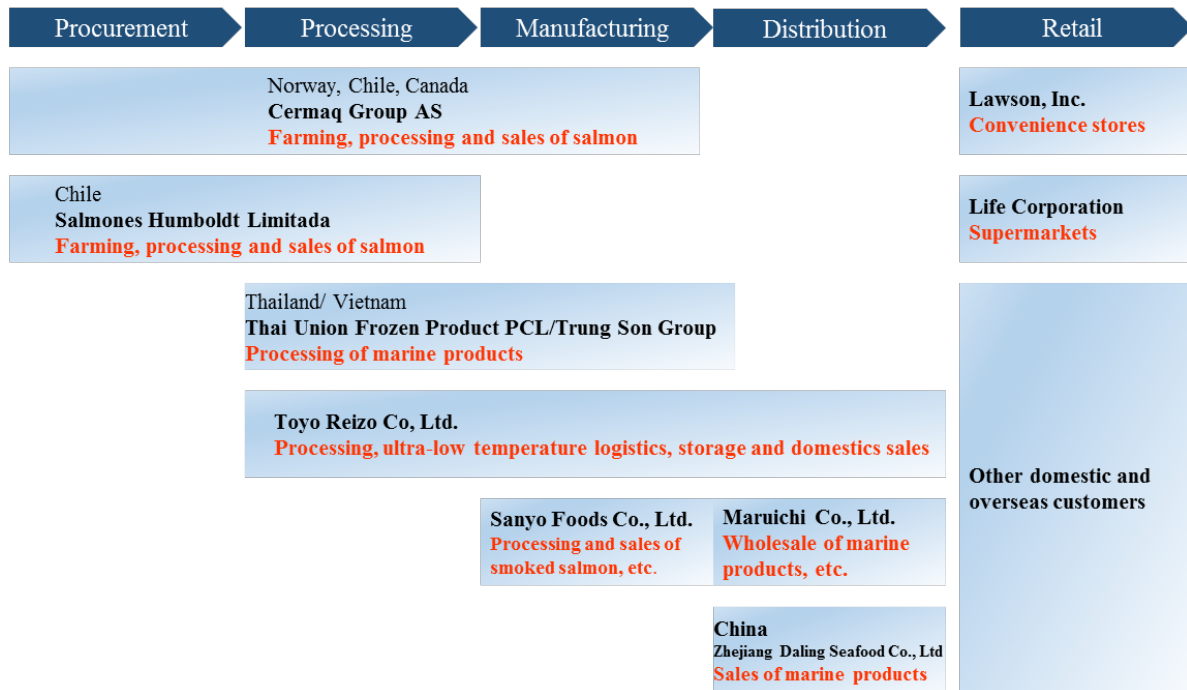 Procurement
Processing
Manufacturing
Distribution
Retail
Norway, Chile, Canada
Cermaq Group AS
Farming, processing and sales of salmon
Lawson, Inc.
Convenience stores
Chile
Salmones Humboldt Limitada
Farming, processing and sales of salmon
Life Corporation
Supermarkets
Thailand/ Vietnam
Thai Union Frozen Product PCL/Trung Son Group
Processing of marine products
Toyo Reizo Co, Ltd.
Processing, ultra-low temperature logistics, storage and domestics sales
Other domestic and
overseas customers
Sanyo Foods Co., Ltd.
Processing and sales of
smoked salmon, etc.
Maruichi Co., Ltd.
Wholesale of marine
products, etc.
China
Zhejiang Daling Seafood Co., Ltd
Sales of marine products